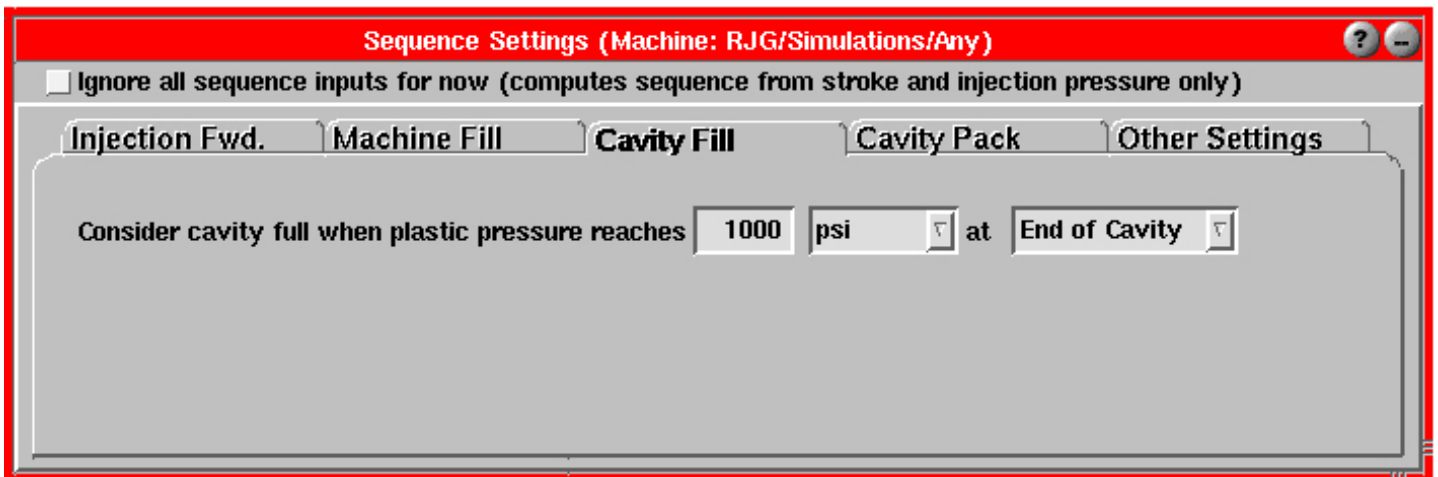 Sequence Settings (Machine: RJG/Simulations/Any) ? –
Ignore all sequence inputs for now (computes sequence from stroke and injection pressure only)
Injection Fwd. Machine Fill Cavity Fill Cavity Pack Other Settings
Consider cavity full when plastic pressure reaches 1000 psi at End of Cavity